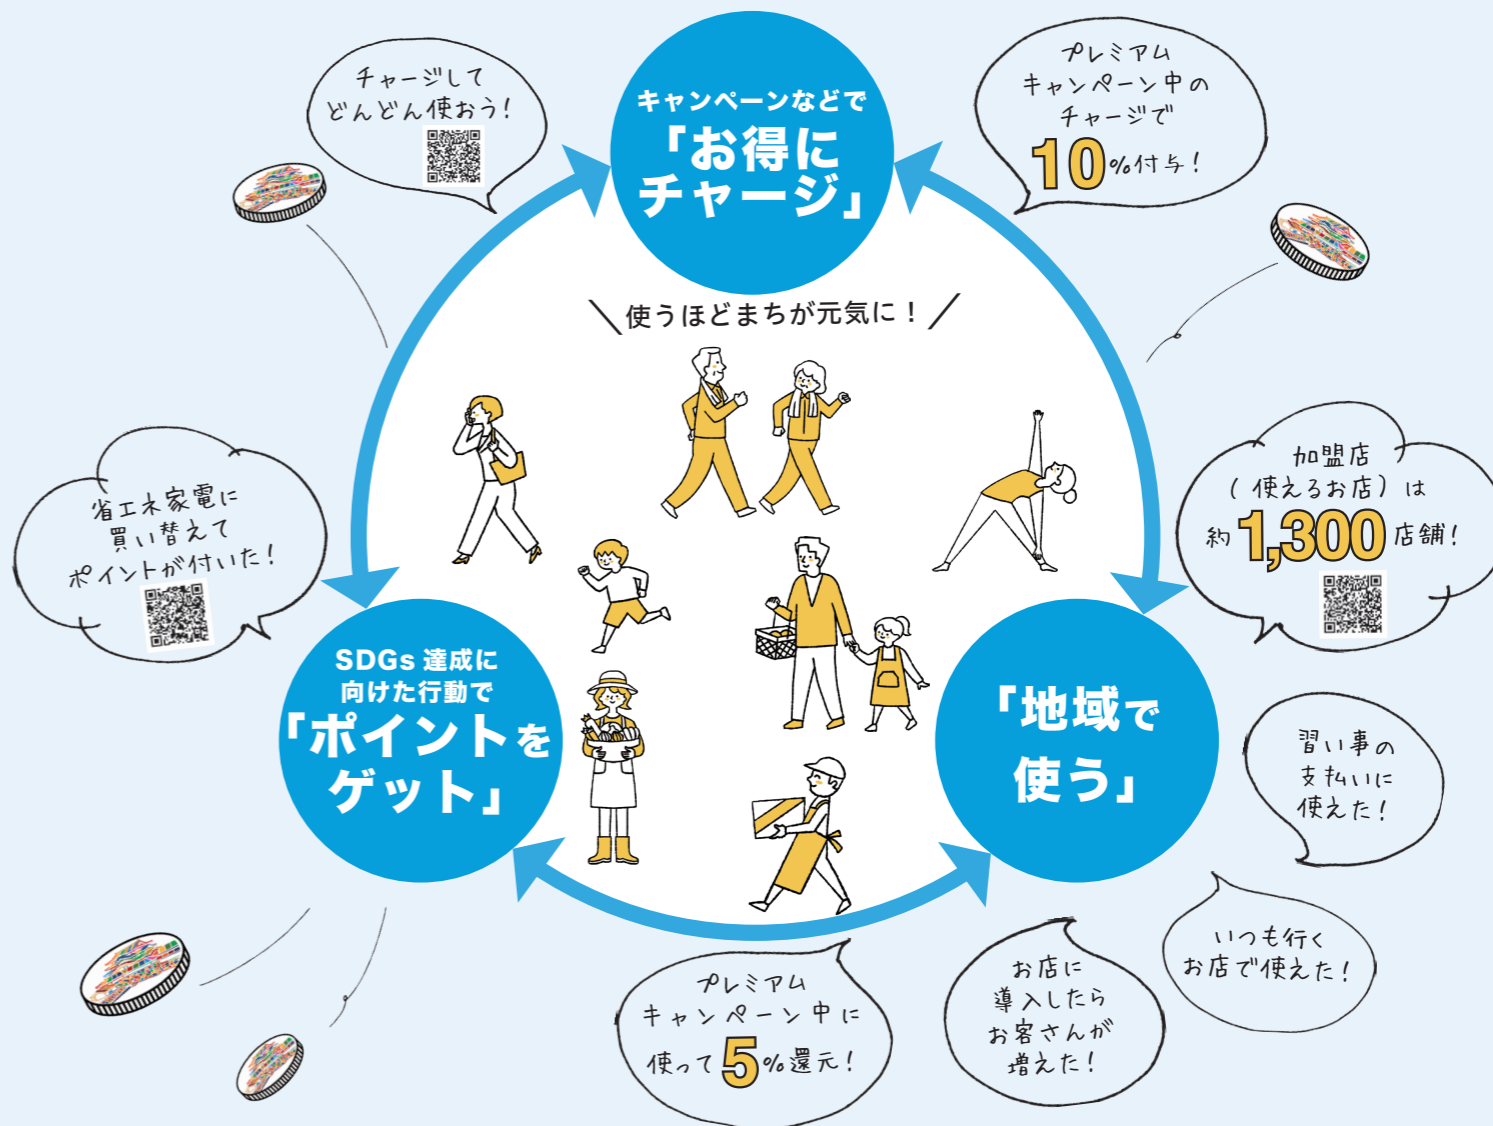 チャージして
どんどん使おう!
キャンペーンなどで
「お得に
チャージ」
プレミアム
キャンペーン中の
チャージで
10%付与!
使うほどまちが元気に!
省エネ家電に
買い替えて
ポイントが付いた!
加盟店
(使えるお店)は
約1,300店舗!
SDGs 達成に
向けた行動で
「ポイントを
ゲット」
「地域で
使う」
習い事の
支払いに
使えた!
いつも行く
お店で使えた!
お店に
導入したら
お客さんが
増えた!
プレミアム
キャンペーン中に
使って5%還元!